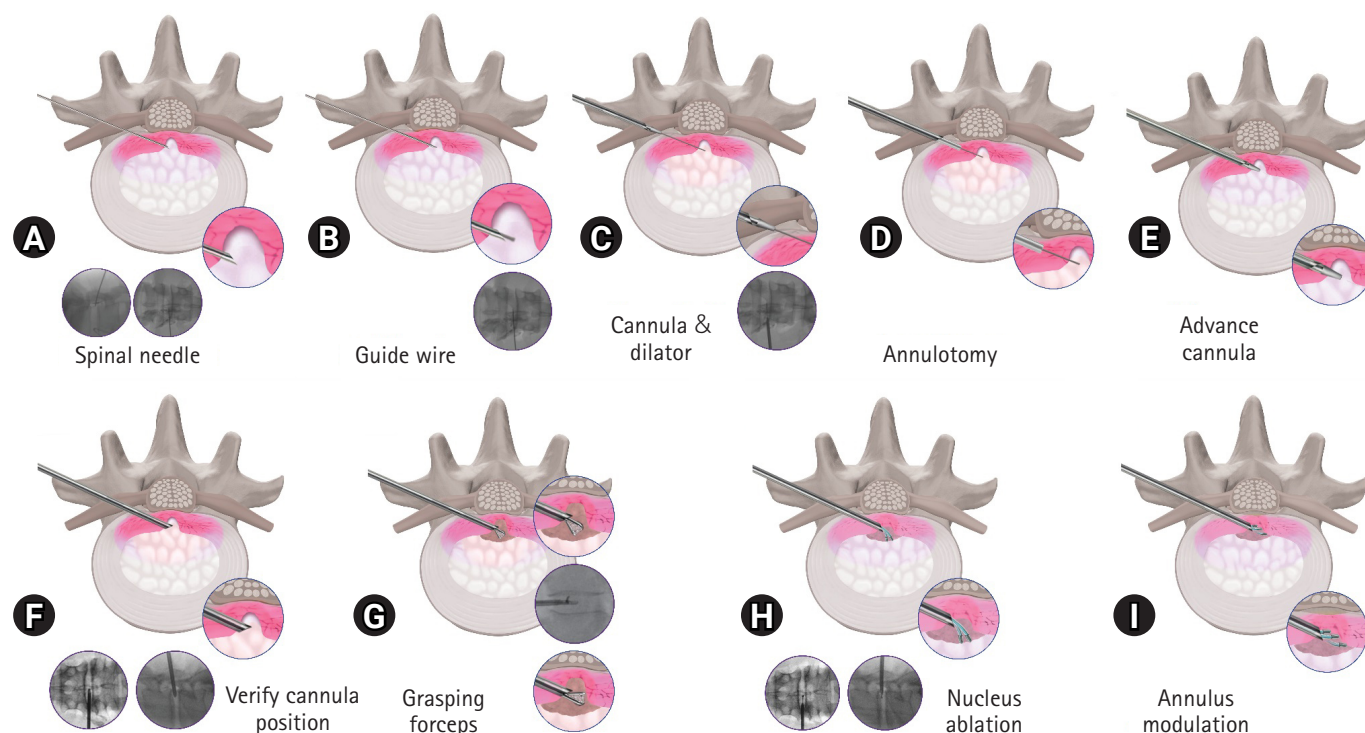 A
Spinal needle
B
Guide wire
C
Cannula &
dilator
D
Annulotomy
E
Advance
cannula
F
Verify cannula
position
G
Grasping
forceps
H
Nucleus
ablation
I
Annulus
modulation